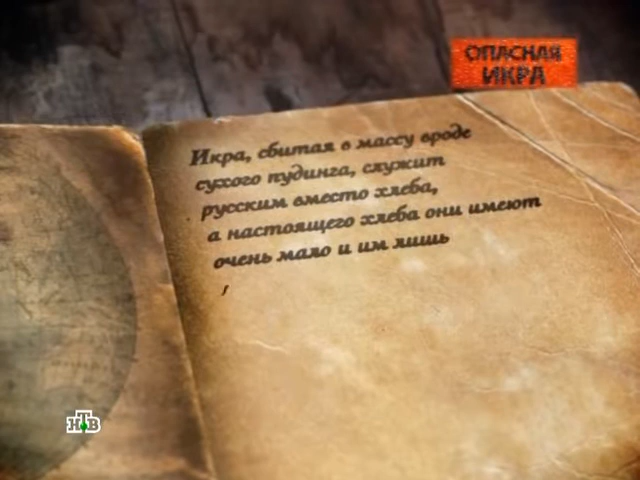 ОПАСНАЯ
ИКРА
Икра, сбитая в массу вроде
сухого пудинга, служит
русским вместо хлеба,
а настоящего хлеба они имеют
очень мало и им лишь
НТВ